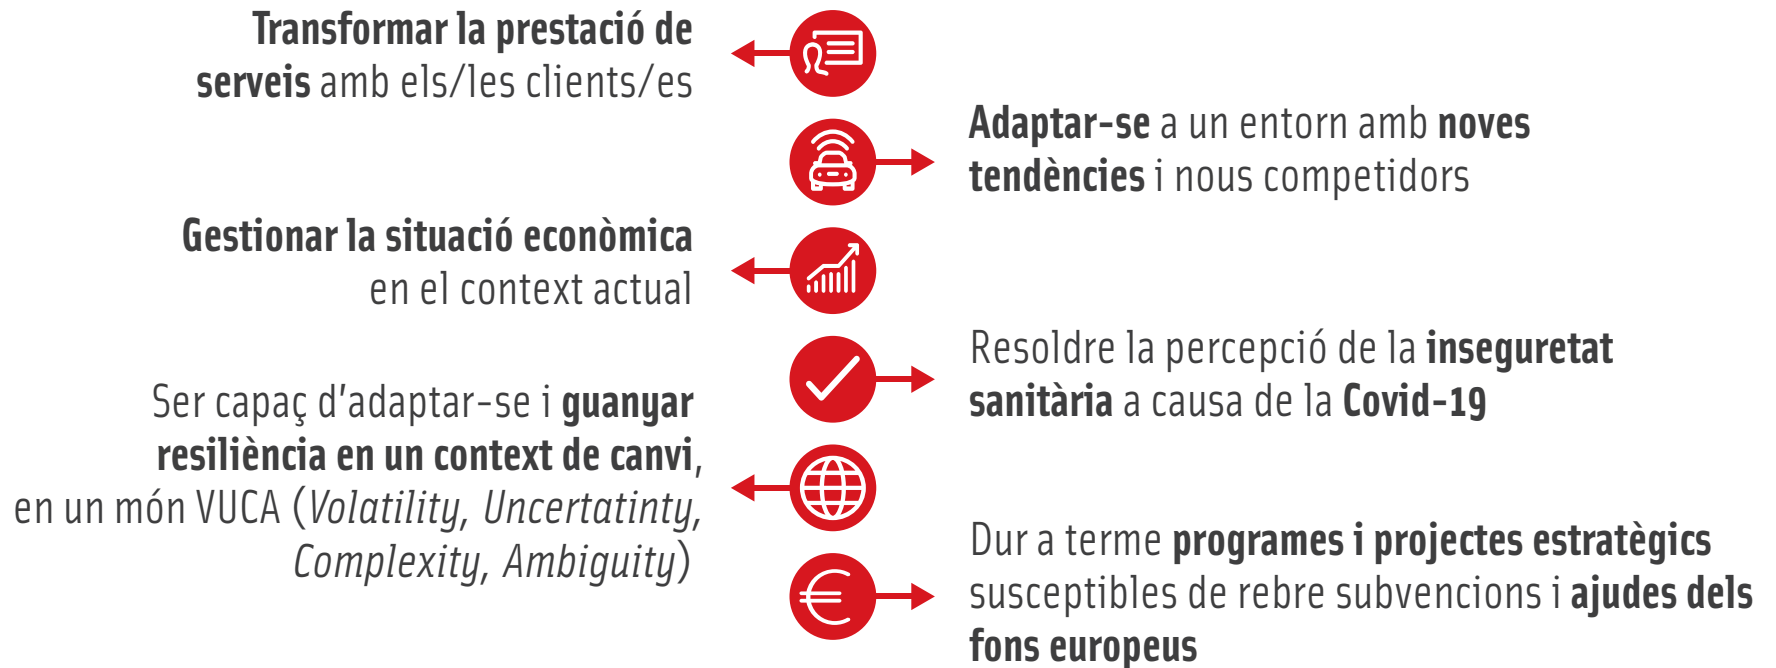 Transformar la prestació de
serveis amb els/les clients/es
Adaptar-se a un entorn amb noves
tendències i nous competidors
Gestionar la situació econòmica
en el context actual
Resoldre la percepció de la inseguretat
sanitària a causa de la Covid-19
Ser capaç d'adaptar-se i guanyar
resiliència en un context de canvi,
en un món VUCA (Volatility, Uncertatinty,
Complexity, Ambiguity)
Dur a terme programes i projectes estratègics
susceptibles de rebre subvencions i ajudes dels
fons europeus